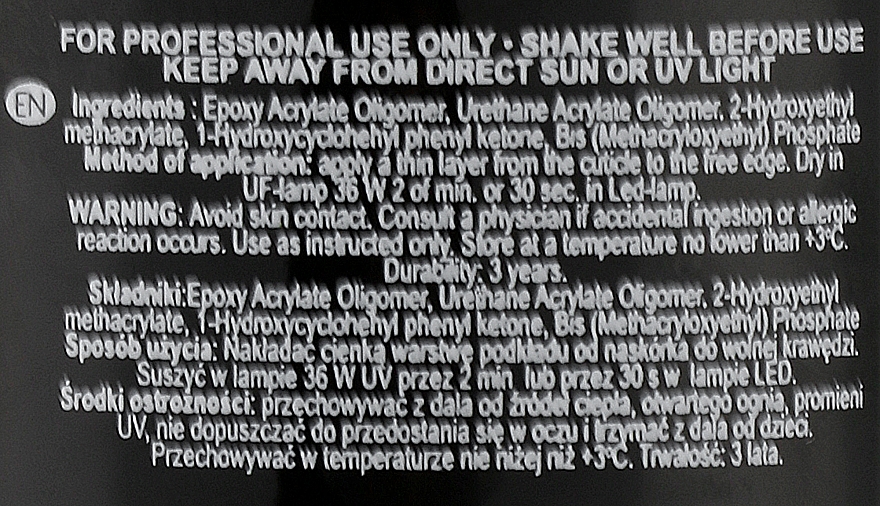 FOR PROFESSIONAL USE ONLY · SHAKE WELL BEFORE USE
KEEP AWAY FROM DIRECT SUN OR UV LIGHT
EN
Ingredients : Epoxy Acrylate Oligomer, Urethane Acrylate Oligomer, 2-Hydroxyethyl
methacrylate, 1-Hydroxycyclohehyl phenyl ketone, Bis (Methacryloxyethyl) Phosphate
Method of application: apply a thin layer from the cuticle to the free edge. Dry in
UF-lamp 36 W 2 of min. or 30 sec. in Led-lamp.
WARNING: Avoid skin contact. Consult a physician if accidental ingestion or allergic
reaction occurs. Use as instructed only. Store at a temperature no lower than +3°C.
Durability: 3 years.
Składniki:Epoxy Acrylate Oligomer, Urethane Acrylate Oligomer, 2-Hydroxyethyl
methacrylate, 1-Hydroxycyclohehyl phenyl ketone, Bis (Methacryloxyethyl) Phosphate
Sposób użycia: Nakładać cienką warstwę podkładu od naskórka do wolnej krawędzi.
Suszyć w lampie 36 W UV przez 2 min lub przez 30 s w lampie LED.
Środki ostrożności: przechowywać z dala od źródeł ciepła, otwartego ognia, promieni
UV, nie dopuszczać do przedostania się w oczu i trzymać z dala od dzieci.
Przechowywać w temperaturze nie niżej niż +3°C. Trwałość: 3 lata.